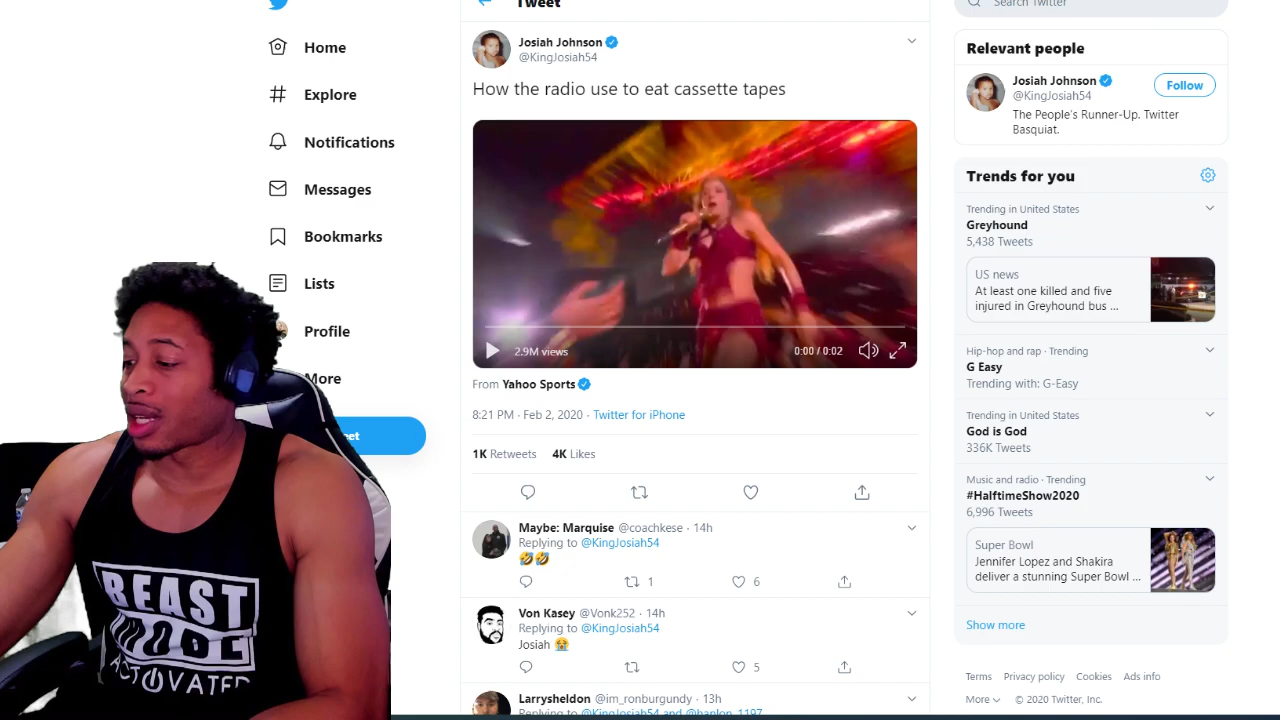 Tweet
Search Twitter
Home
Explore
Notifications
Messages
Bookmarks
Lists
Profile
More
Josiah Johnson
@KingJosiah54
How the radio use to eat cassette tapes
2.9M views
0:00 / 0:02
From Yahoo Sports
8:21 PM · Feb 2, 2020 · Twitter for iPhone
1K Retweets 4K Likes
Maybe: Marquise @coachkese · 14h
Replying to @KingJosiah54
🤣🤣
1 6
Von Kasey @Vonk252 · 14h
Replying to @KingJosiah54
Josiah 😭
5
Larrysheldon @im_ronburgundy · 13h
Replying to @KingJosiah54 and @hanlon_1197
Relevant people
Josiah Johnson
@KingJosiah54
Follow
The People's Runner-Up. Twitter
Basquiat.
Trends for you
Trending in United States
Greyhound
5,438 Tweets
US news
At least one killed and five
injured in Greyhound bus ...
Hip-hop and rap · Trending
G Easy
Trending with: G-Easy
Trending in United States
God is God
336K Tweets
Music and radio · Trending
#HalftimeShow2020
6,996 Tweets
Super Bowl
Jennifer Lopez and Shakira
deliver a stunning Super Bowl ...
Show more
Terms Privacy policy Cookies Ads info
More © 2020 Twitter, Inc.
BEAST
MODE
ACTIVATED